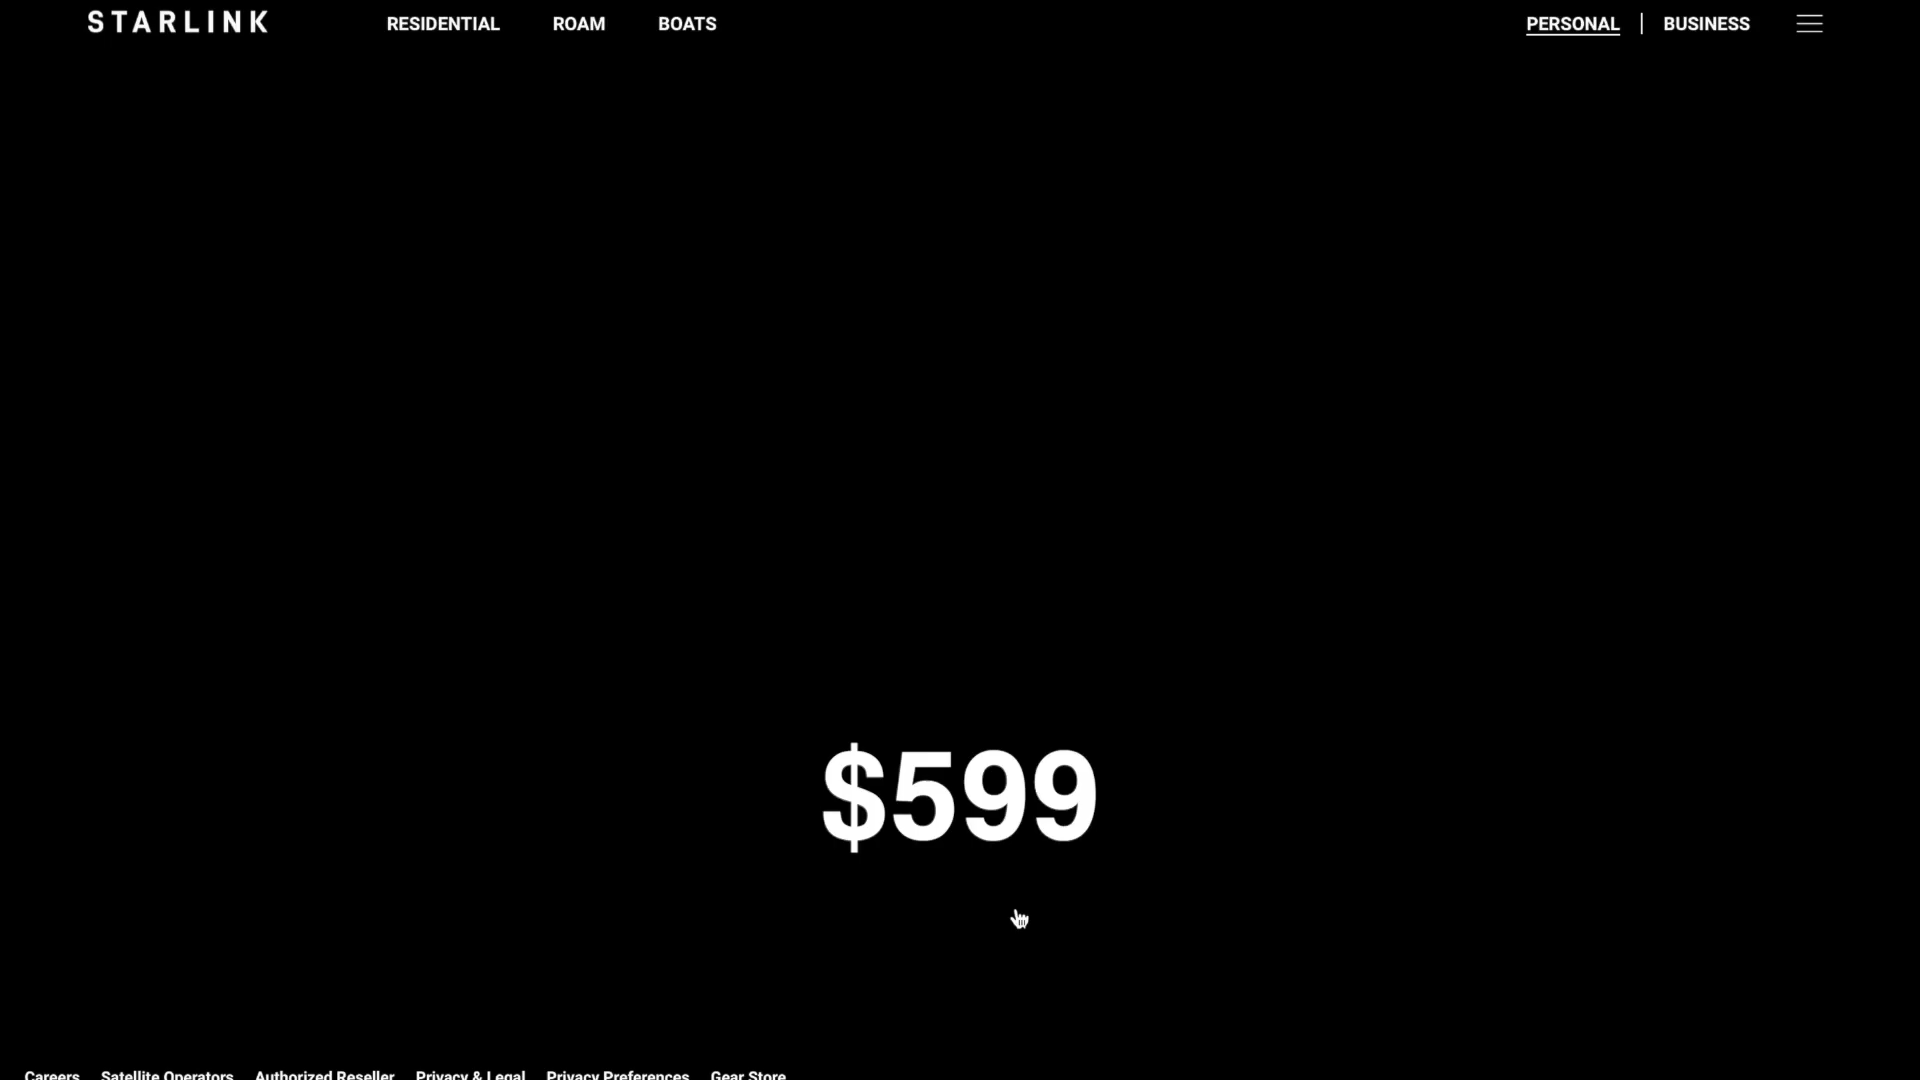 STARLINK RESIDENTIAL ROAM BOATS PERSONAL | BUSINESS
$599
Careers Satellite Operators Authorized Reseller Privacy & Legal Privacy Preferences Gear Store